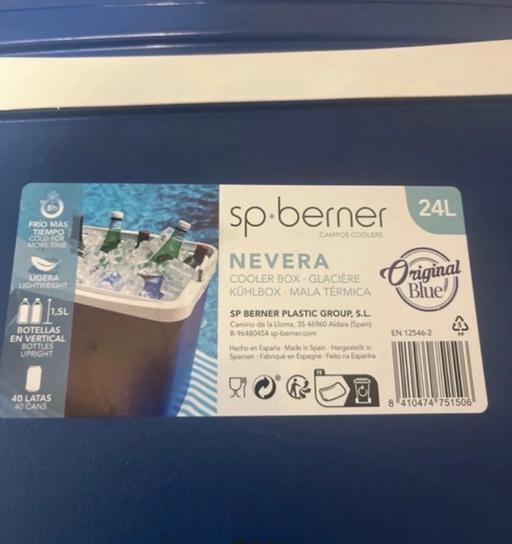 8h
FRÍO MÁS
TIEMPO
COLD FOR
MORE TIME
LIGERA
LIGHTWEIGHT
1,5L
BOTELLAS
EN VERTICAL
BOTTLES
UPRIGHT
40 LATAS
40 CANS
sp·berner
CAMPOS COOLERS
24L
NEVERA
COOLER BOX · GLACIÈRE
KÜHLBOX · MALA TÉRMICA
Original
Blue
SP BERNER PLASTIC GROUP, S.L.
Camino de la Lloma, 35 46960 Aldaia (Spain)
B-96480454 sp-berner.com
Hecho en España · Made in Spain · Hergestellt in
Spanien · Fabriqué en Espagne · Feito na Espanha
EN 12546-2
5
PP
FR
8 410474 751506